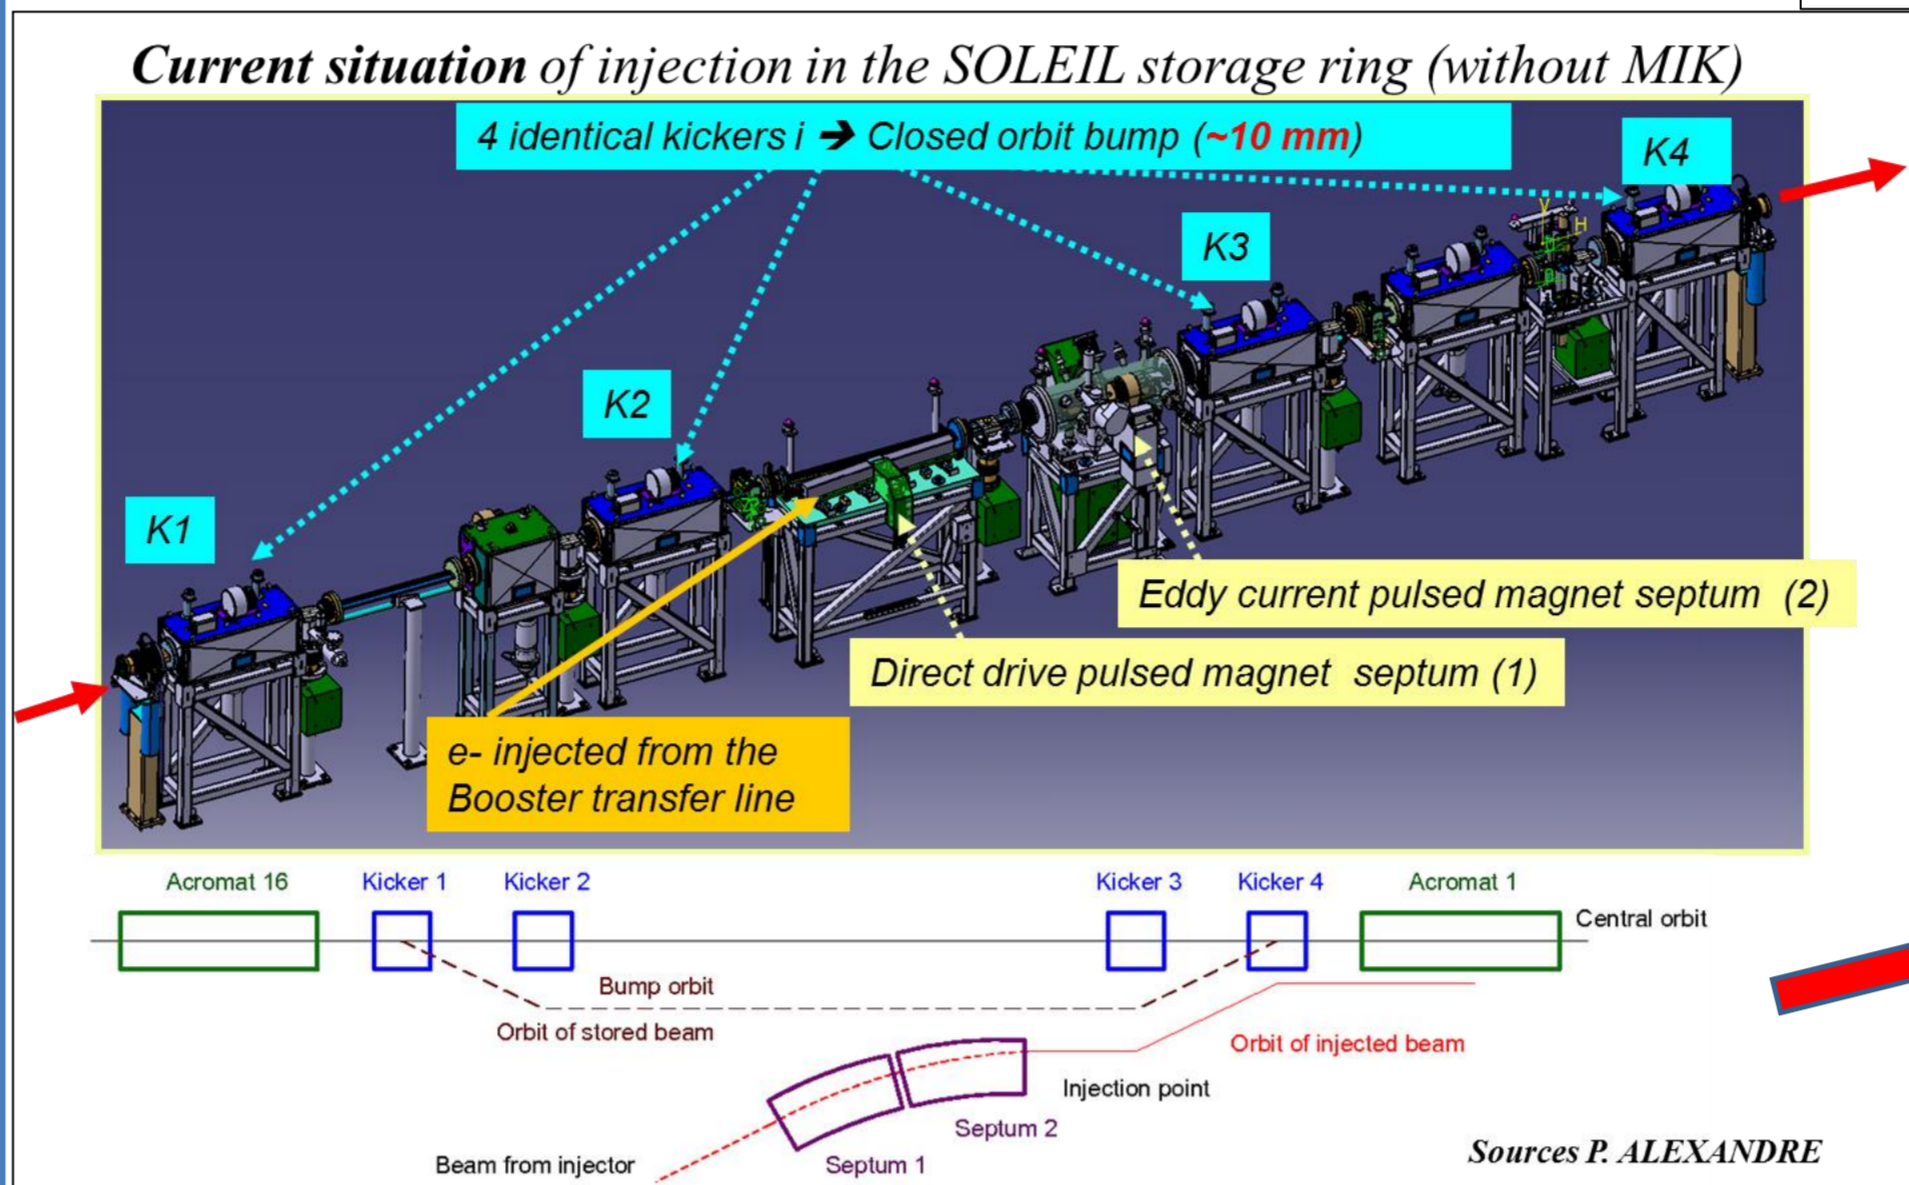 Current situation of injection in the SOLEIL storage ring (without MIK)
4 identical kickers i ➔ Closed orbit bump (~10 mm)
K4
K3
K2
K1
Eddy current pulsed magnet septum (2)
Direct drive pulsed magnet septum (1)
e- injected from the
Booster transfer line
Acromat 16
Kicker 1
Kicker 2
Kicker 3
Kicker 4
Acromat 1
Central orbit
Bump orbit
Orbit of stored beam
Orbit of injected beam
Injection point
Septum 2
Septum 1
Beam from injector
Sources P. ALEXANDRE